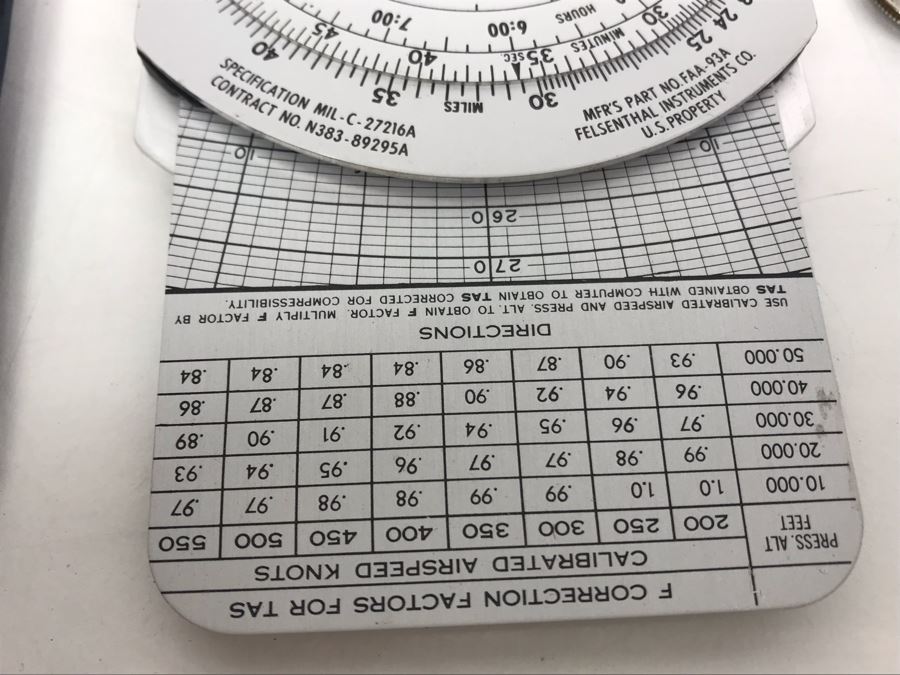 F CORRECTION FACTORS FOR TAS
CALIBRATED AIRSPEED KNOTS
PRESS. ALT
FEET
200 250 300 350 400 450 500 550
10.000 1.0 1.0 .99 .99 .98 .98 .97 .97
20.000 .99 .98 .97 .97 .96 .95 .94 .93
30.000 .97 .96 .95 .94 .92 .91 .90 .89
40.000 .96 .94 .92 .90 .88 .87 .87 .86
50.000 .93 .90 .87 .86 .84 .84 .84 .84
DIRECTIONS
USE CALIBRATED AIRSPEED AND PRESS. ALT. TO OBTAIN F FACTOR. MULTIPLY F FACTOR BY
TAS OBTAINED WITH COMPUTER TO OBTAIN TAS CORRECTED FOR COMPRESSIBILITY.
270
260
10 10
SPECIFICATION MIL-C-27216A
CONTRACT NO. N383-89295A
MFR'S PART NO. FAA-93A
FELSENTHAL INSTRUMENTS CO.
U.S. PROPERTY
24 25 30 MILES 35 40
30 MINUTES 35 SEC. 40 45
HOURS 6:00 7:00